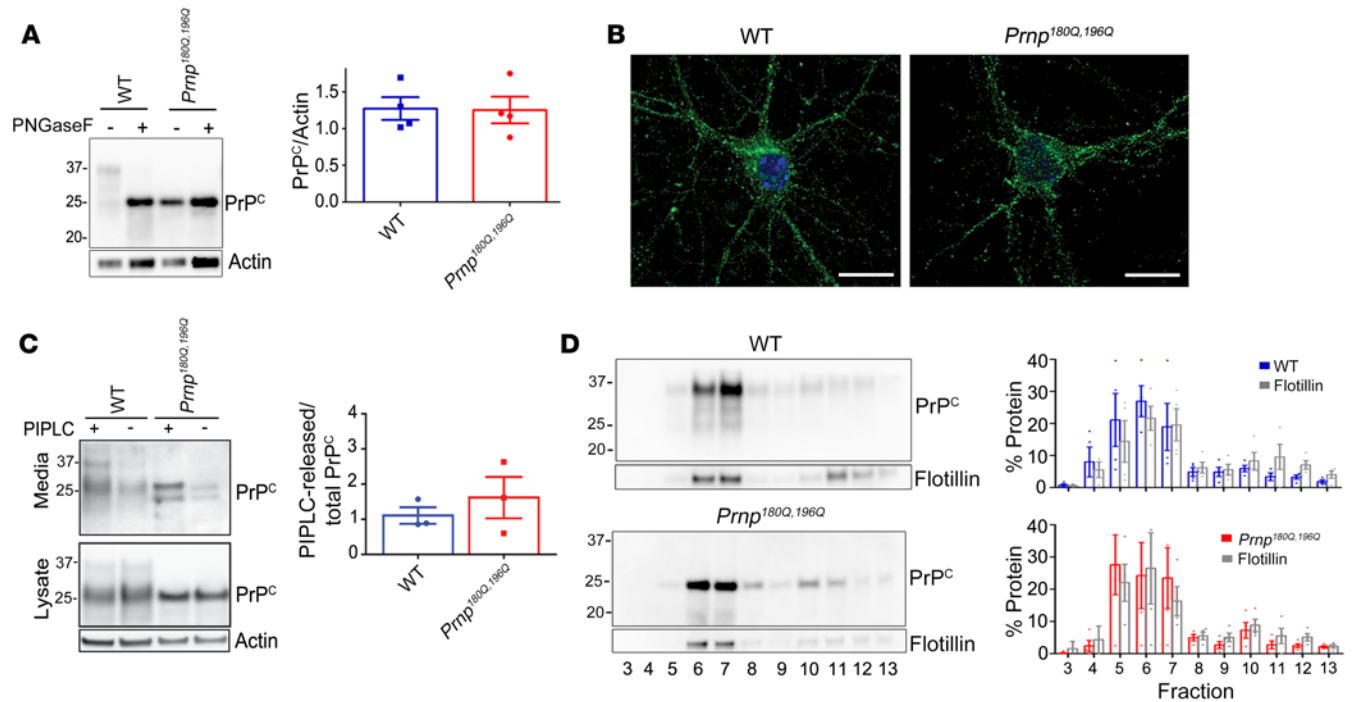 A
WT
Prnp180Q,196Q
PNGaseF - + - +
37-
25-
20-
PrPC
Actin
PrPC/Actin
1.5
1.0
0.5
0.0
WT
Prnp180Q,196Q
B
WT
Prnp180Q,196Q
C
WT
Prnp180Q,196Q
PIPLC + - + -
Media
37-
25-
PrPC
Lysate
37-
25-
PrPC
Actin
PIPLC-released/
total PrPC
4
3
2
1
0
WT
Prnp180Q,196Q
D
WT
37-
25-
20-
PrPC
Flotillin
Prnp180Q,196Q
37-
25-
20-
PrPC
Flotillin
3 4 5 6 7 8 9 10 11 12 13
% Protein
40
30
20
10
0
WT
Flotillin
% Protein
40
30
20
10
0
Prnp180Q,196Q
Flotillin
3 4 5 6 7 8 9 10 11 12 13
Fraction